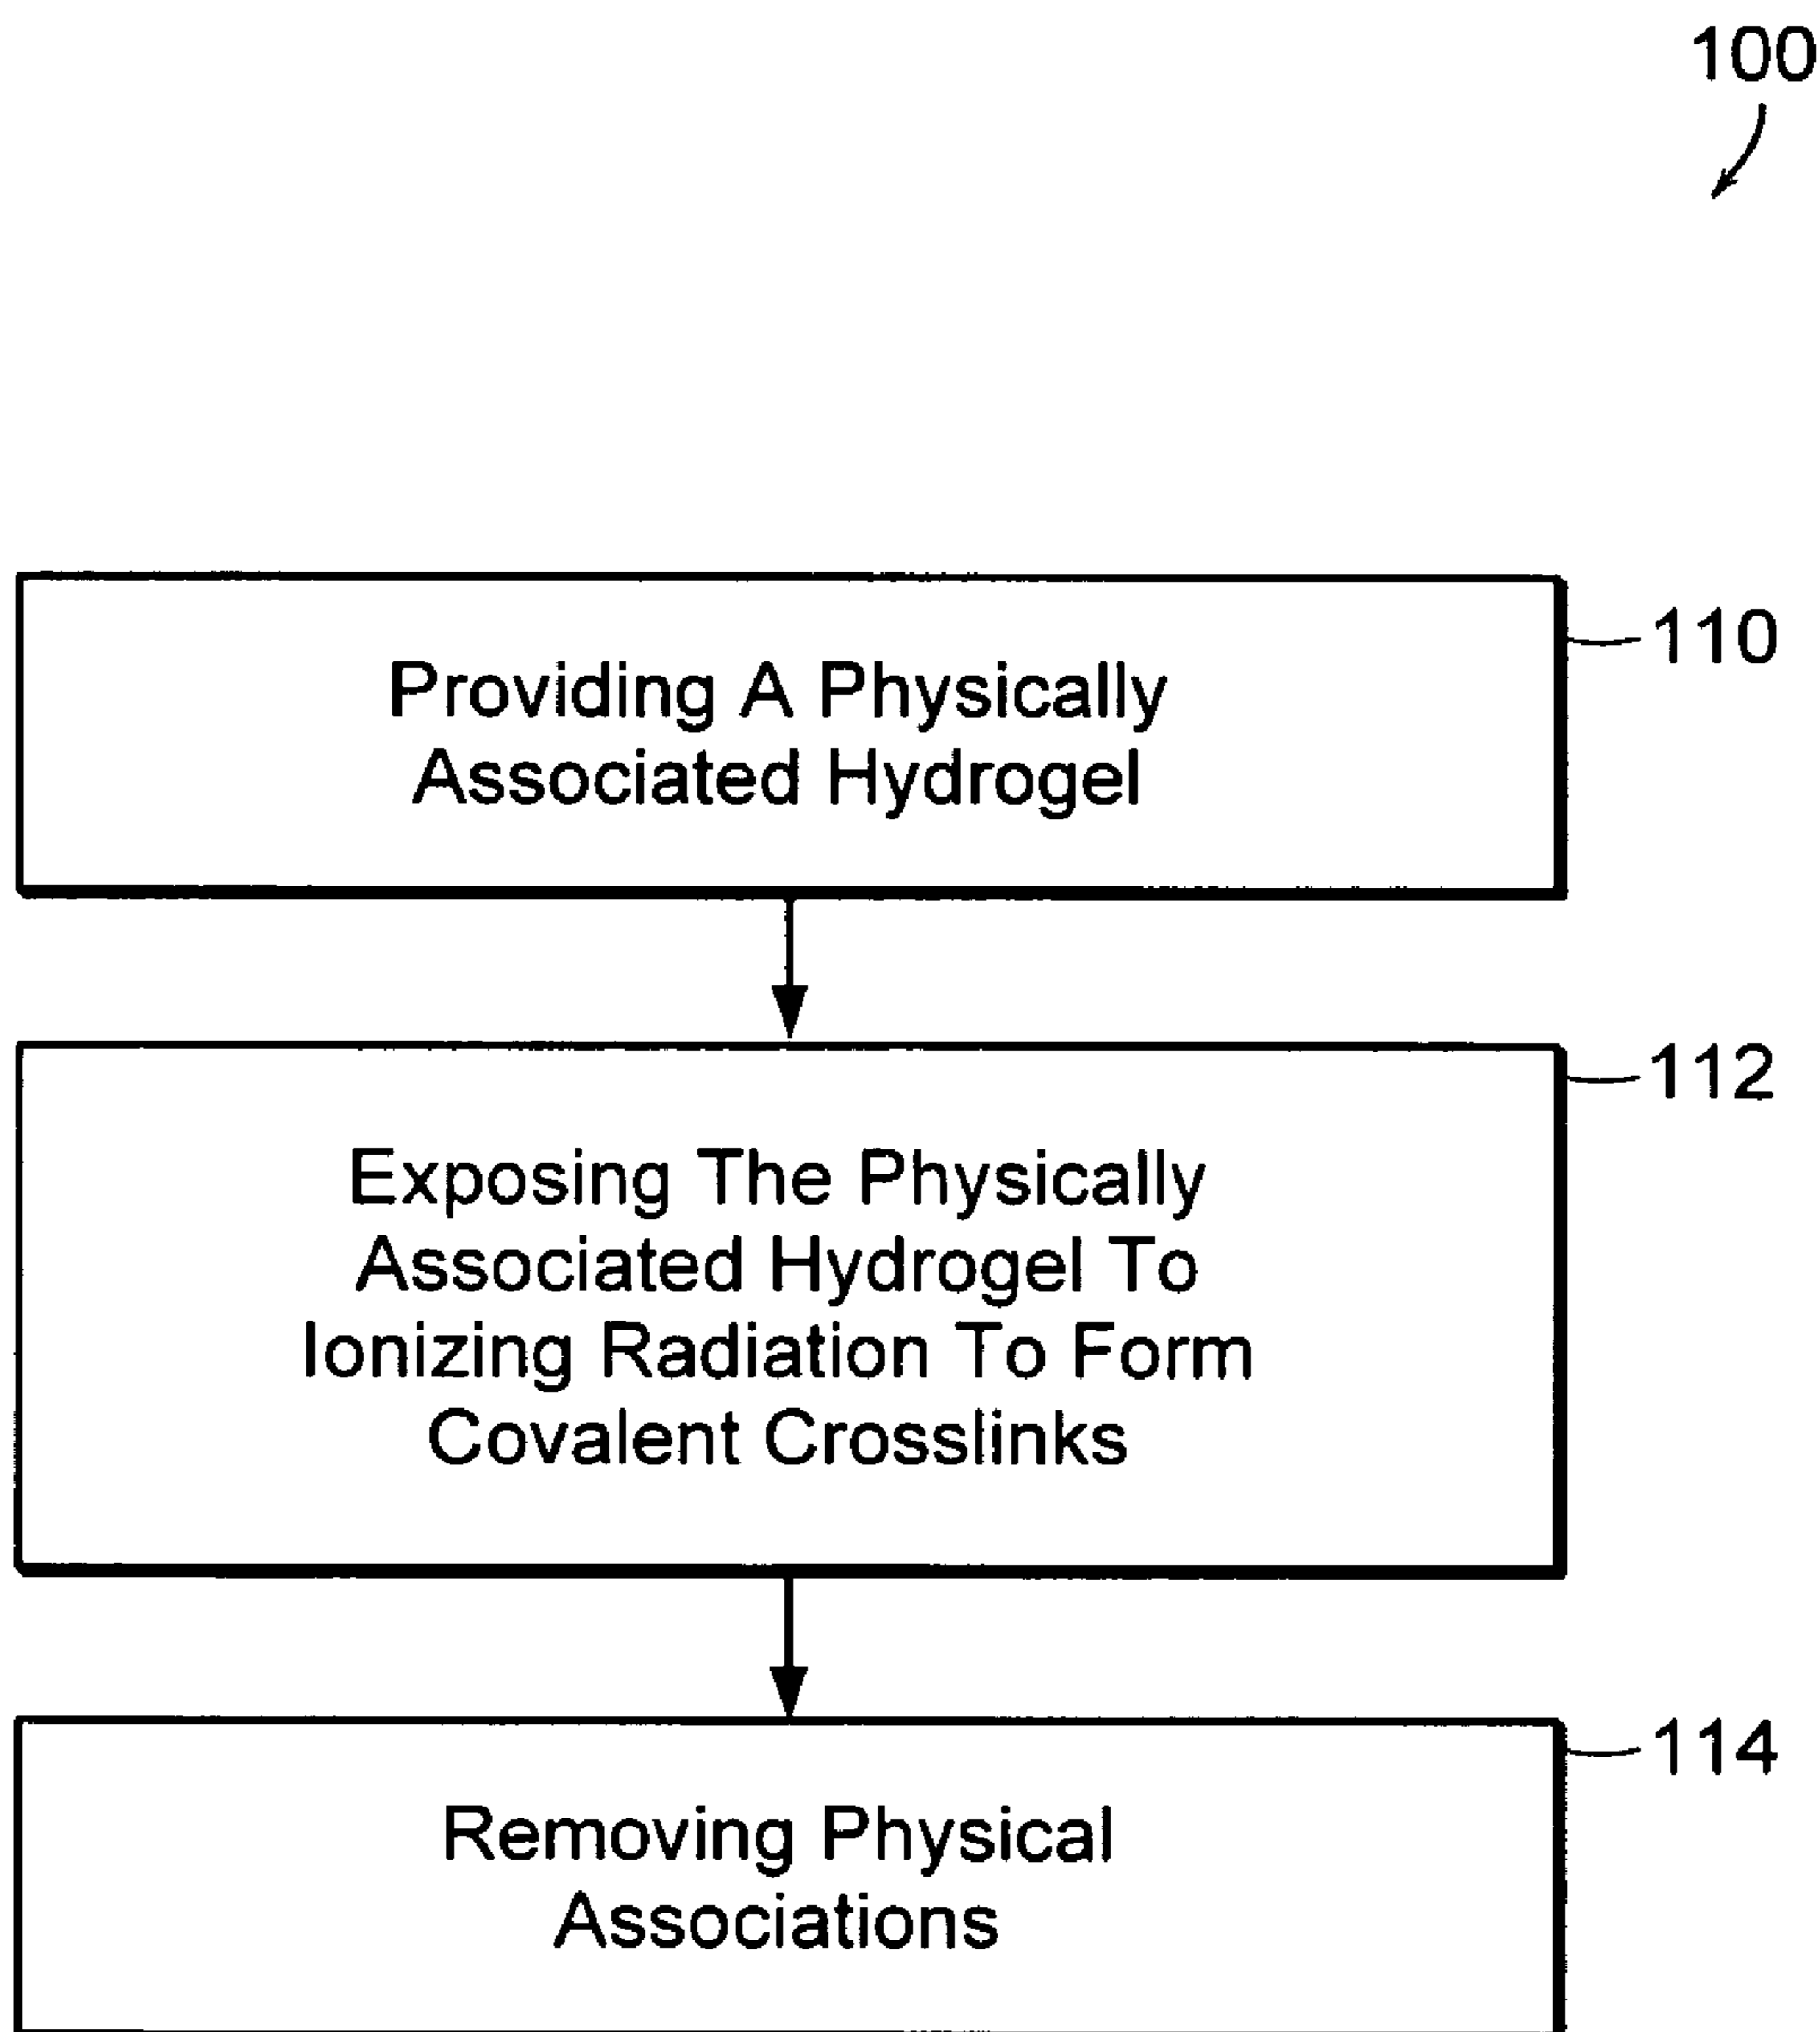 100
110
Providing A Physically
Associated Hydrogel
112
Exposing The Physically
Associated Hydrogel To
Ionizing Radiation To Form
Covalent Crosslinks
114
Removing Physical
Associations